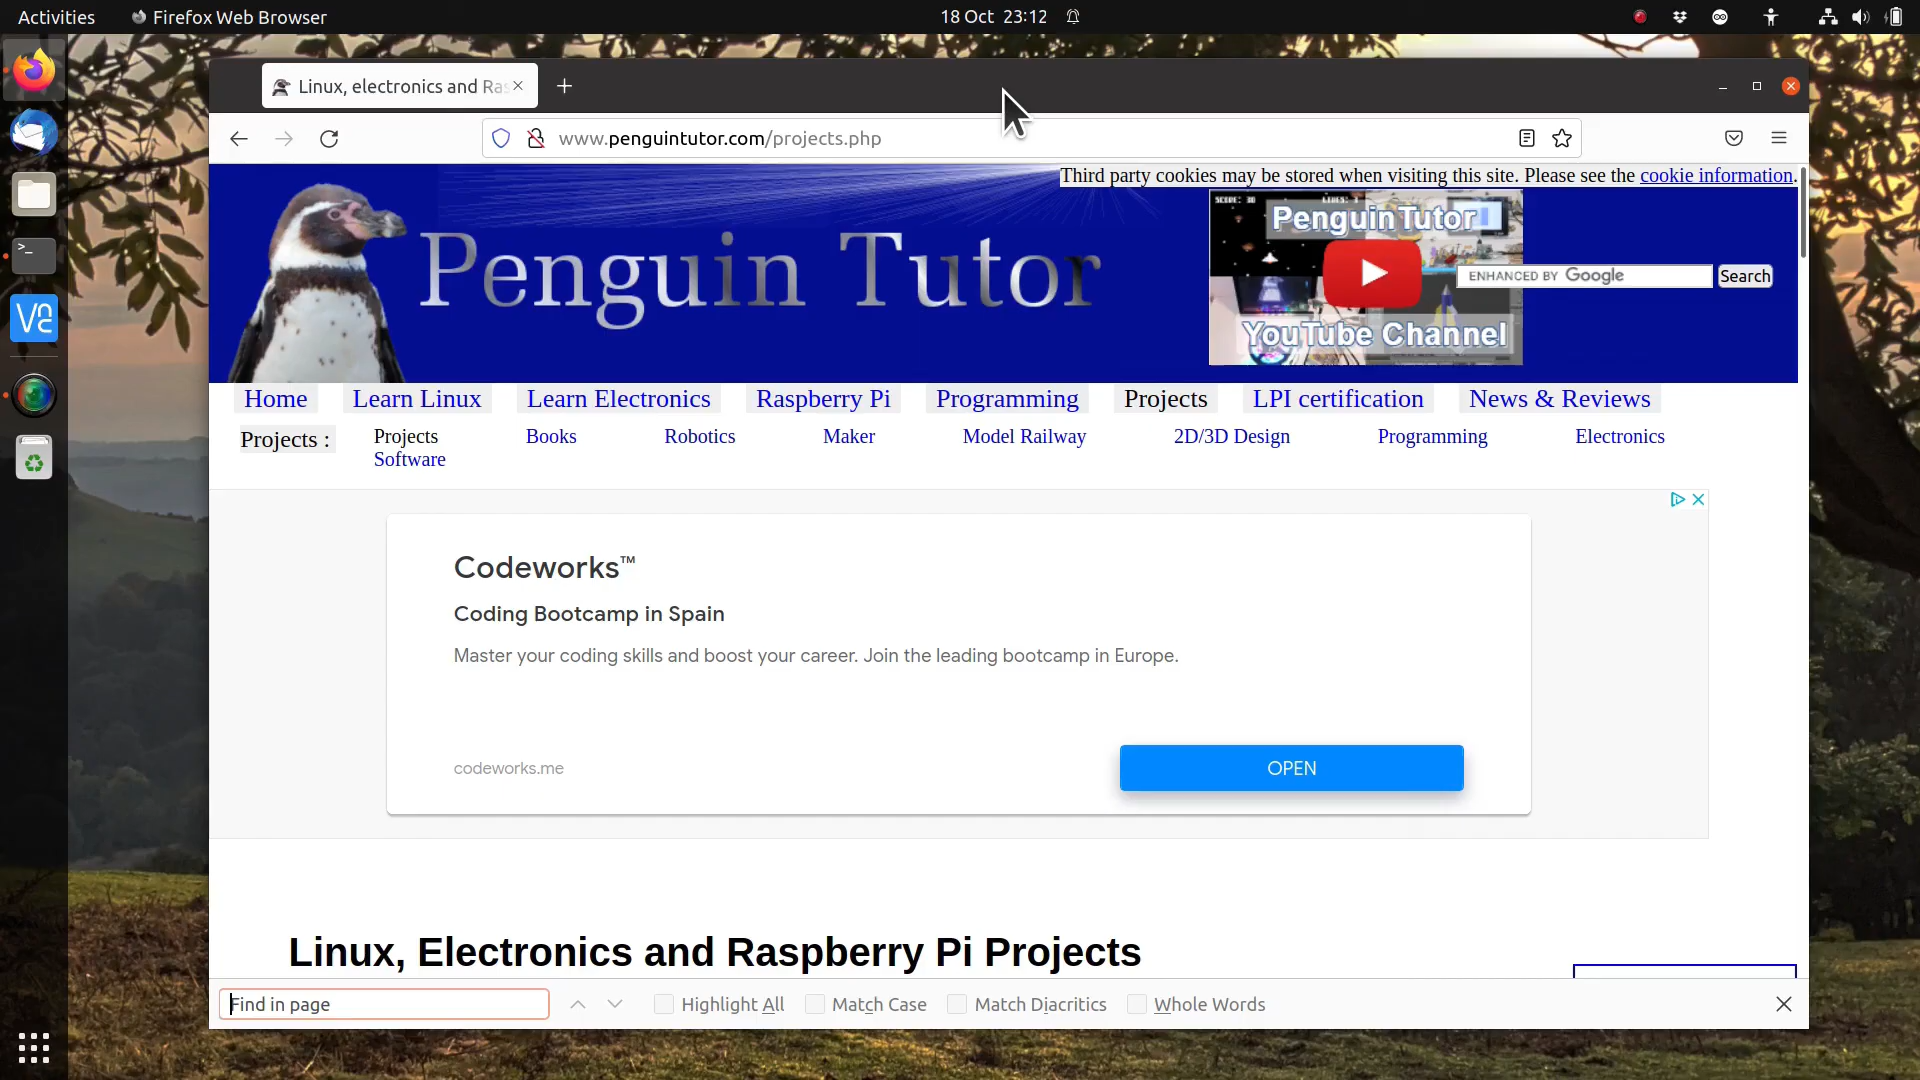 Activities Firefox Web Browser 18 Oct 23:12
Linux, electronics and Ras
www.penguintutor.com/projects.php
Third party cookies may be stored when visiting this site. Please see the cookie information.
Penguin Tutor
PenguinTutor
YouTube Channel
ENHANCED BY Google Search
Home Learn Linux Learn Electronics Raspberry Pi Programming Projects LPI certification News & Reviews
Projects : Projects Books Robotics Maker Model Railway 2D/3D Design Programming Electronics
Software
Codeworks™
Coding Bootcamp in Spain
Master your coding skills and boost your career. Join the leading bootcamp in Europe.
codeworks.me OPEN
Linux, Electronics and Raspberry Pi Projects
Find in page Highlight All Match Case Match Diacritics Whole Words